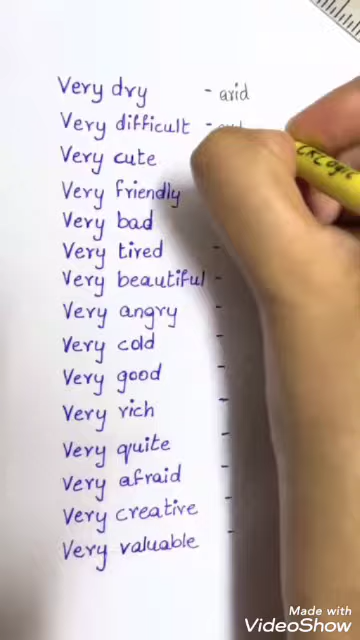 Very dry - arid
Very difficult -
Very cute
Very friendly
Very bad
Very tired -
Very beautiful -
Very angry -
Very cold -
Very good -
Very rich -
Very quite -
Very afraid -
Very creative -
Very valuable -
Made with
VideoShow